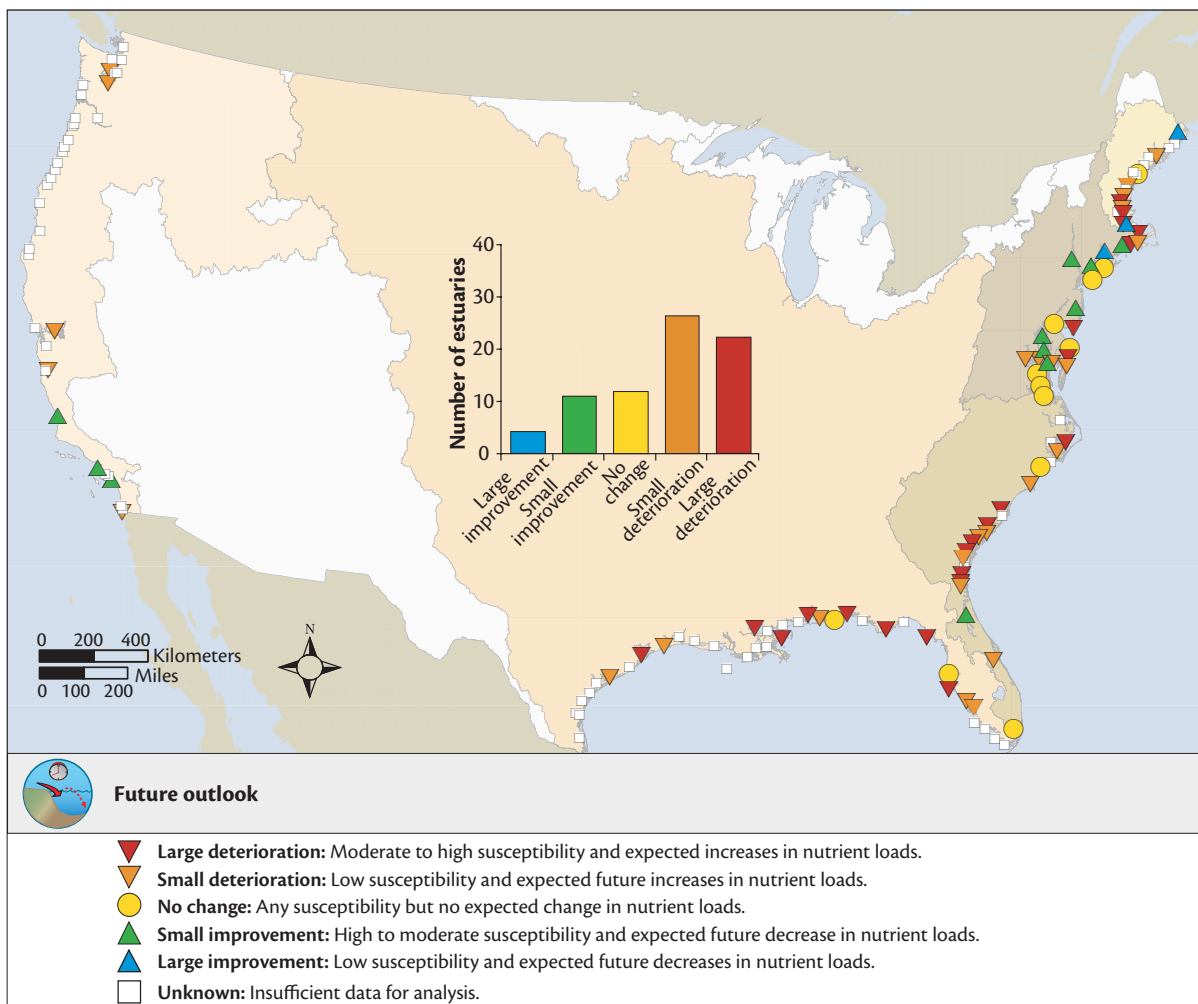 Number of estuaries
40
30
20
10
0
Large
improvement
Small
improvement
No
change
Small
deterioration
Large
deterioration
N
0 200 400
Kilometers
Miles
0 100 200
Future outlook
Large deterioration: Moderate to high susceptibility and expected increases in nutrient loads.
Small deterioration: Low susceptibility and expected future increases in nutrient loads.
No change: Any susceptibility but no expected change in nutrient loads.
Small improvement: High to moderate susceptibility and expected future decrease in nutrient loads.
Large improvement: Low susceptibility and expected future decreases in nutrient loads.
Unknown: Insufficient data for analysis.